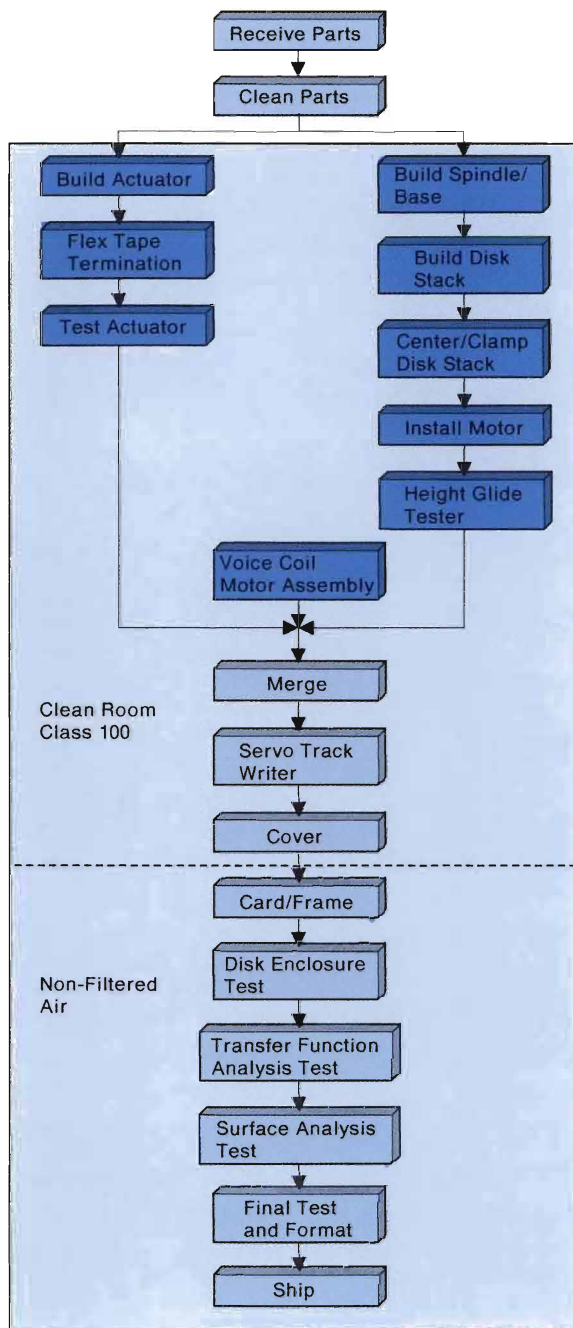 Receive Parts
Clean Parts
Build Actuator
Flex Tape
Termination
Test Actuator
Build Spindle/
Base
Build Disk
Stack
Center/Clamp
Disk Stack
Install Motor
Height Glide
Tester
Voice Coil
Motor Assembly
Merge
Clean Room
Class 100
Servo Track
Writer
Cover
Card/Frame
Non-Filtered
Air
Disk Enclosure
Test
Transfer Function
Analysis Test
Surface Analysis
Test
Final Test
and Format
Ship